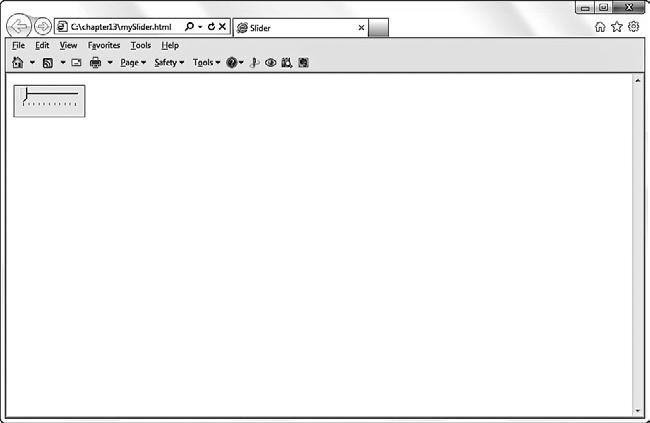 C:\chapter13\mySlider.html
Slider
File Edit View Favorites Tools Help
Page Safety Tools